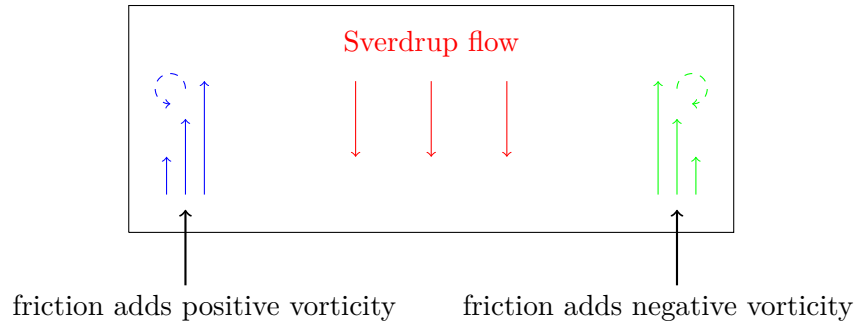 Sverdrup flow
friction adds positive vorticity
friction adds negative vorticity